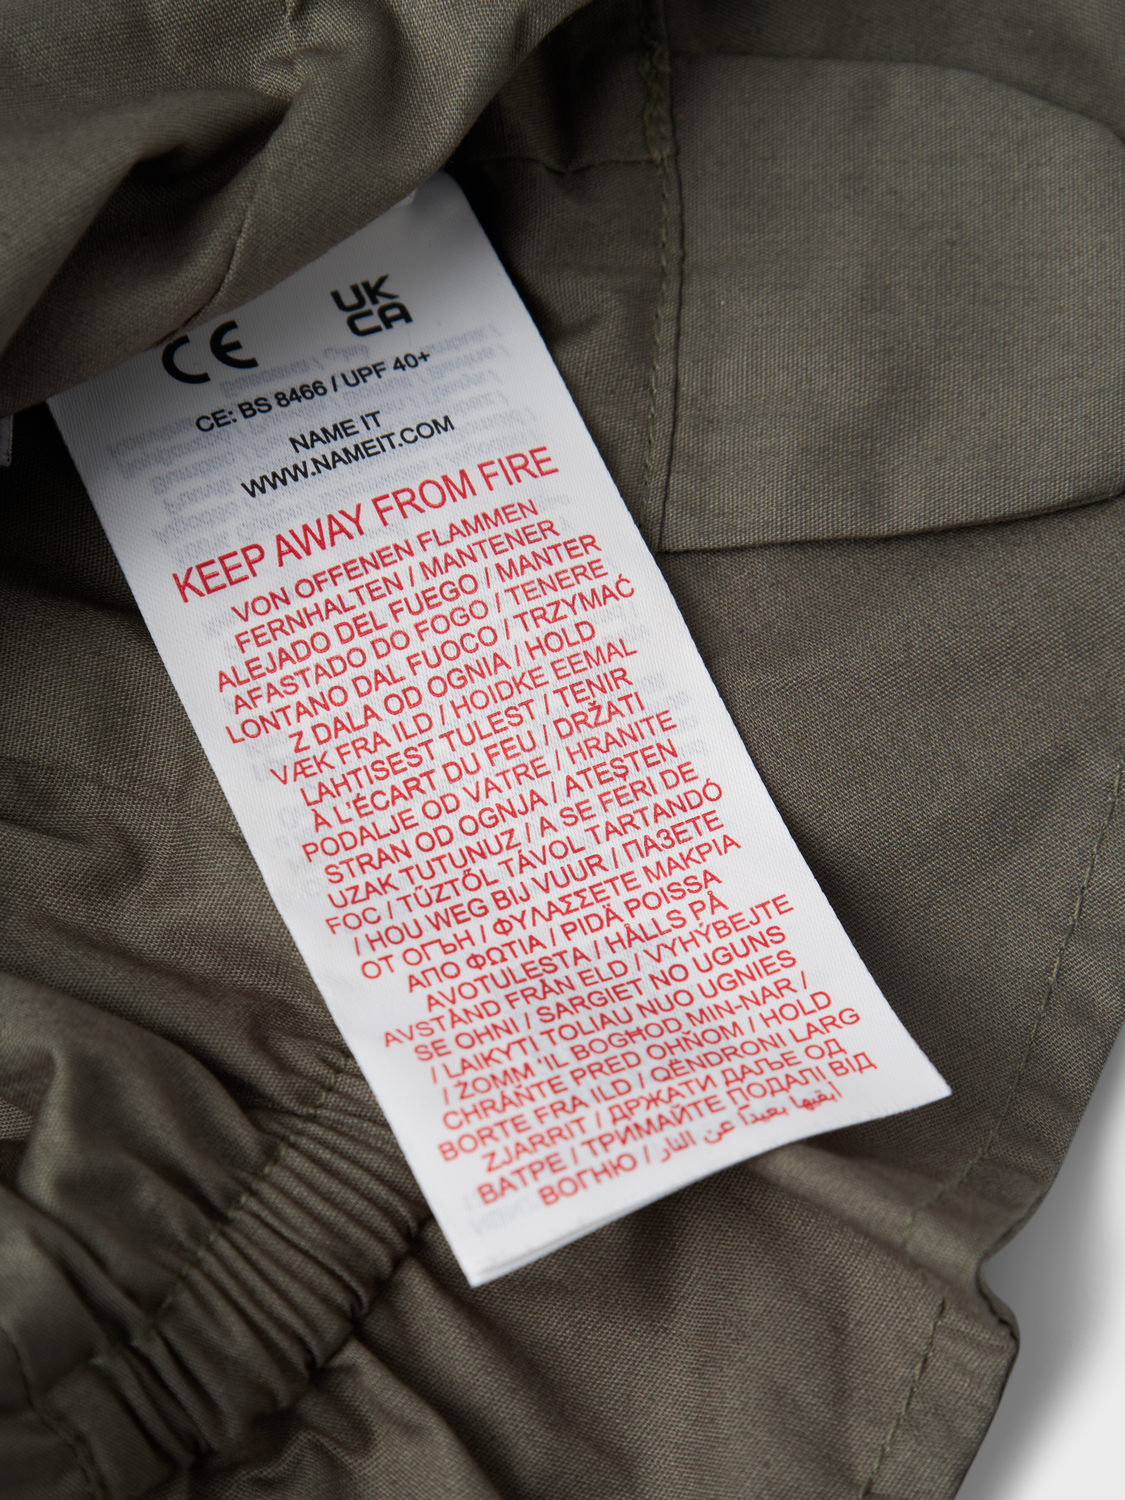 CE
UK
CA
CE: BS 8466 / UPF 40+
NAME IT
WWW.NAMEIT.COM
KEEP AWAY FROM FIRE
VON OFFENEN FLAMMEN
FERNHALTEN / MANTENER
ALEJADO DEL FUEGO / MANTER
AFASTADO DO FOGO / TENERE
LONTANO DAL FUOCO / TRZYMAĆ
Z DALA OD OGNIA / HOLD
VÆK FRA ILD / HOIDKE EEMAL
LAHTISEST TULEST / TENIR
À L'ÉCART DU FEU / DRŽATI
PODALJE OD VATRE / HRANITE
STRAN OD OGNJA / ATEŞTEN
UZAK TUTUNUZ / A SE FERI DE
FOC / TŰZTŐL TÁVOL TARTANDÓ
/ HOU WEG BIJ VUUR / ПАЗЕТЕ
ОТ ОГЪН / ΦΥΛΑΣΣΕΤΕ ΜΑΚΡΙΑ
ΑΠΟ ΦΩΤΙΑ / PIDÄ POISSA
AVOTULESTA / HÅLLS PÅ
AVSTÅND FRÅN ELD / VYHÝBEJTE
SE OHNI / SARGIET NO UGUNS
/ LAIKYTI TOLIAU NUO UGNIES
/ ŻOMM 'IL BOGĦOD MIN-NAR /
CHRÁŇTE PRED OHŇOM / HOLD
BORTE FRA ILD / QËNDRONI LARG
ZJARRIT / ДРЖАТИ ДАЉЕ ОД
ВАТРЕ / ТРИМАЙТЕ ПОДАЛІ ВІД
ВОГНЮ / أبقيها بعيدًا عن النار